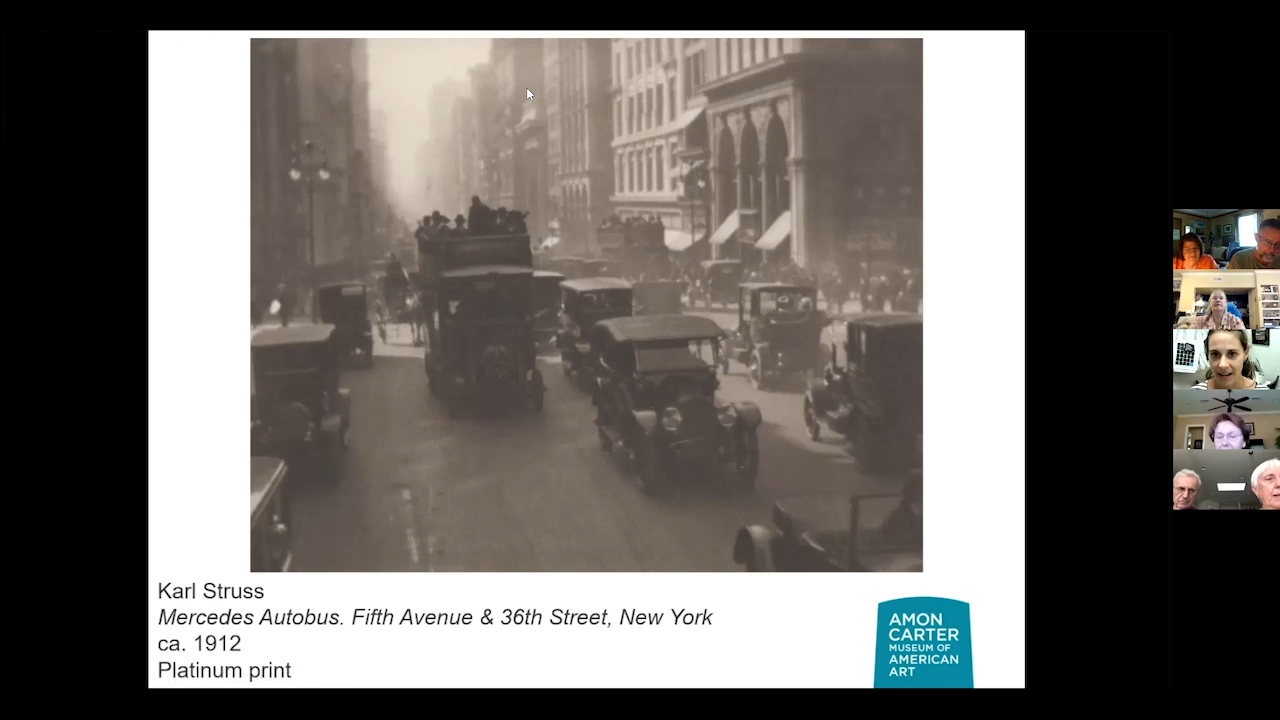 Karl Struss
Mercedes Autobus. Fifth Avenue & 36th Street, New York
ca. 1912
Platinum print
AMON
CARTER
MUSEUM OF
AMERICAN
ART